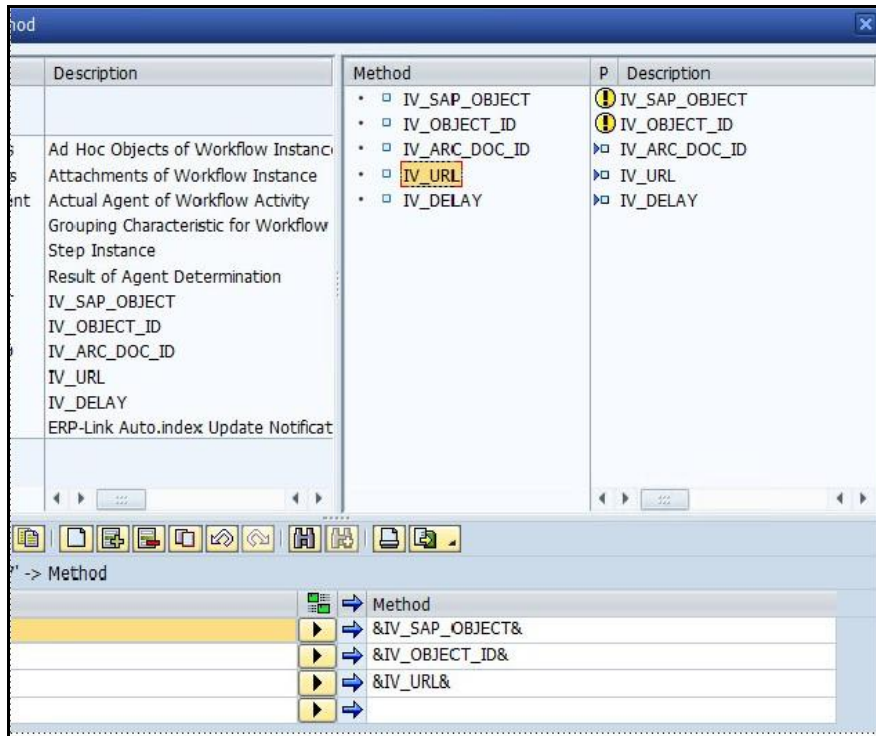 hod
Description
Ad Hoc Objects of Workflow Instanc
Attachments of Workflow Instance
nt Actual Agent of Workflow Activity
Grouping Characteristic for Workflow
Step Instance
Result of Agent Determination
IV_SAP_OBJECT
IV_OBJECT_ID
IV_ARC_DOC_ID
IV_URL
IV_DELAY
ERP-Link Auto.index Update Notificat
Method P Description
IV_SAP_OBJECT IV_SAP_OBJECT
IV_OBJECT_ID IV_OBJECT_ID
IV_ARC_DOC_ID IV_ARC_DOC_ID
IV_URL IV_URL
IV_DELAY IV_DELAY
' -> Method
Method
&IV_SAP_OBJECT&
&IV_OBJECT_ID&
&IV_URL&